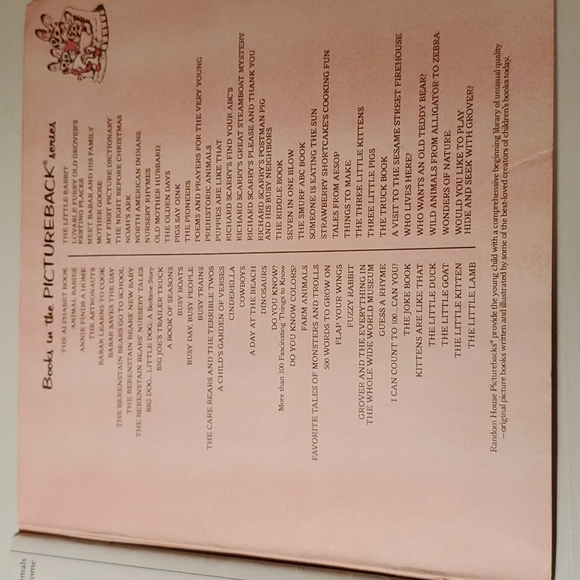 Books in the PICTUREBACK® series
THE ALPHABET BOOK
ANIMAL BABIES
ANNIE FINDS A HOME
THE ASTRONAUTS
BABAR LEARNS TO COOK
BABAR SAVES THE DAY
THE BERENSTAIN BEARS GO TO SCHOOL
THE BERENSTAIN BEARS' NEW BABY
THE BERENSTAIN BEARS' NURSERY TALES
BIG DOG...LITTLE DOG: A Bedtime Story
BIG JOE'S TRAILER TRUCK
A BOOK OF SEASONS
BUSY BOATS
BUSY DAY, BUSY PEOPLE
BUSY TRAINS
THE CARE BEARS AND THE TERRIBLE TWOS
A CHILD'S GARDEN OF VERSES
CINDERELLA
COWBOYS
A DAY AT THE BEACH
DINOSAURS
DO YOU KNOW?
More than 100 Fascinating Things to Know
DO YOU KNOW COLORS?
FARM ANIMALS
FAVORITE TALES OF MONSTERS AND TROLLS
500 WORDS TO GROW ON
FLAP YOUR WINGS
FUZZY RABBIT
GROVER AND THE EVERYTHING IN
THE WHOLE WIDE WORLD MUSEUM
GUESS A RHYME
I CAN COUNT TO 100...CAN YOU?
THE JOKE BOOK
KITTENS ARE LIKE THAT
THE LITTLE DUCK
THE LITTLE GOAT
THE LITTLE KITTEN
THE LITTLE LAMB
THE LITTLE RABBIT
LOVABLE, FURRY OLD GROVER'S
RESTING PLACES
MEET BABAR AND HIS FAMILY
MOTHER GOOSE
MY FIRST PICTURE DICTIONARY
THE NIGHT BEFORE CHRISTMAS
NOAH'S ARK
NORTH AMERICAN INDIANS
NURSERY RHYMES
OLD MOTHER HUBBARD
THE OLDEN DAYS
PIGS SAY OINK
THE PIONEERS
POEMS AND PRAYERS FOR THE VERY YOUNG
PREHISTORIC ANIMALS
PUPPIES ARE LIKE THAT
RICHARD SCARRY'S FIND YOUR ABC'S
RICHARD SCARRY'S GREAT STEAMBOAT MYSTERY
RICHARD SCARRY'S PLEASE AND THANK YOU
RICHARD SCARRY'S POSTMAN PIG
AND HIS BUSY NEIGHBORS
THE RIDDLE BOOK
SEVEN IN ONE BLOW
THE SMURF ABC BOOK
SOMEONE IS EATING THE SUN
STRAWBERRY SHORTCAKE'S COOKING FUN
TALES FROM AESOP
THINGS TO MAKE
THE THREE LITTLE KITTENS
THREE LITTLE PIGS
THE TRUCK BOOK
A VISIT TO THE SESAME STREET FIREHOUSE
WHO LIVES HERE?
WHO WANTS AN OLD TEDDY BEAR?
WILD ANIMALS FROM ALLIGATOR TO ZEBRA
WONDERS OF NATURE
WOULD YOU LIKE TO PLAY
HIDE AND SEEK WITH GROVER?
Random House Picturebacks® provide the young child with a comprehensive beginning library of unusual quality
– original picture books written and illustrated by some of the best-loved creators of children's books today.